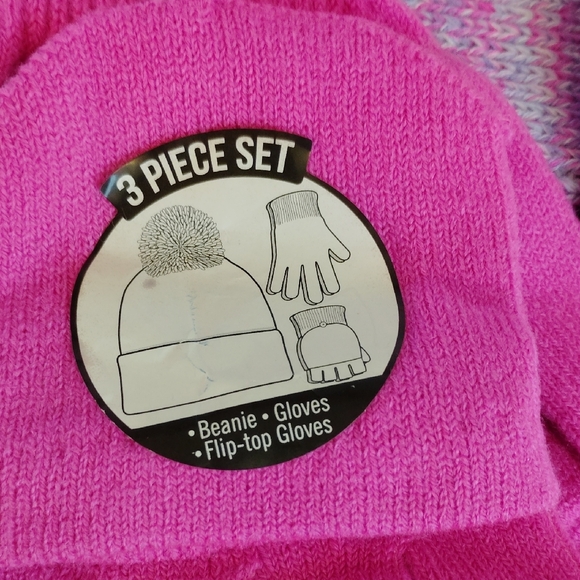 3 PIECE SET
• Beanie • Gloves
• Flip-top Gloves